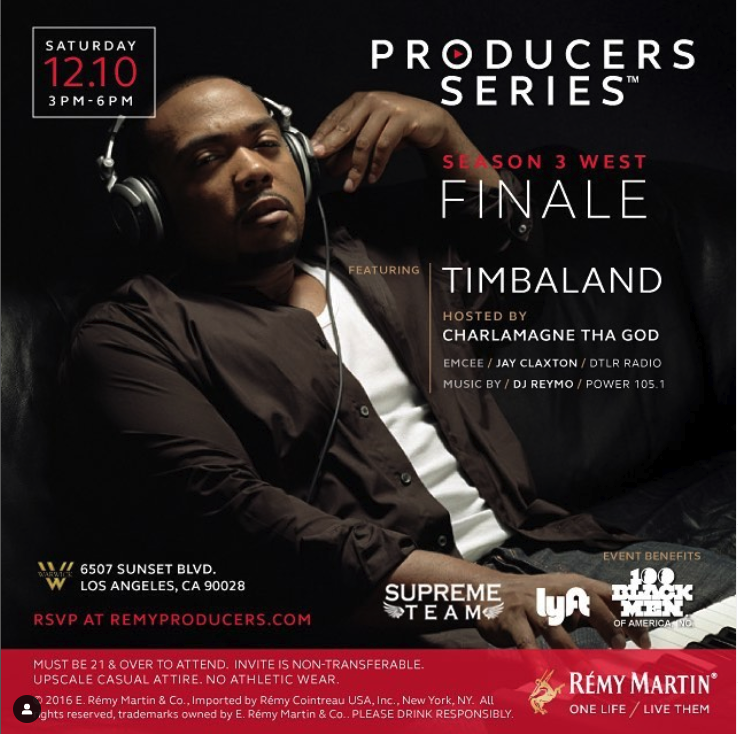 SATURDAY
12.10
3PM-6PM
PRODUCERS
SERIES™
SEASON 3 WEST
FINALE
FEATURING
TIMBALAND
HOSTED BY
CHARLAMAGNE THA GOD
EMCEE / JAY CLAXTON / DTLR RADIO
MUSIC BY / DJ REYMO / POWER 105.1
WARWICK
6507 SUNSET BLVD.
LOS ANGELES, CA 90028
RSVP AT REMYPRODUCERS.COM
SUPREME
TEAM
lyft
EVENT BENEFITS
100
BLACK
MEN
OF AMERICA, INC.
MUST BE 21 & OVER TO ATTEND. INVITE IS NON-TRANSFERABLE.
UPSCALE CASUAL ATTIRE. NO ATHLETIC WEAR.
2016 E. Rémy Martin & Co., Imported by Rémy Cointreau USA, Inc., New York, NY. All
ghts reserved, trademarks owned by E. Rémy Martin & Co.. PLEASE DRINK RESPONSIBLY.
RÉMY MARTIN®
ONE LIFE / LIVE THEM